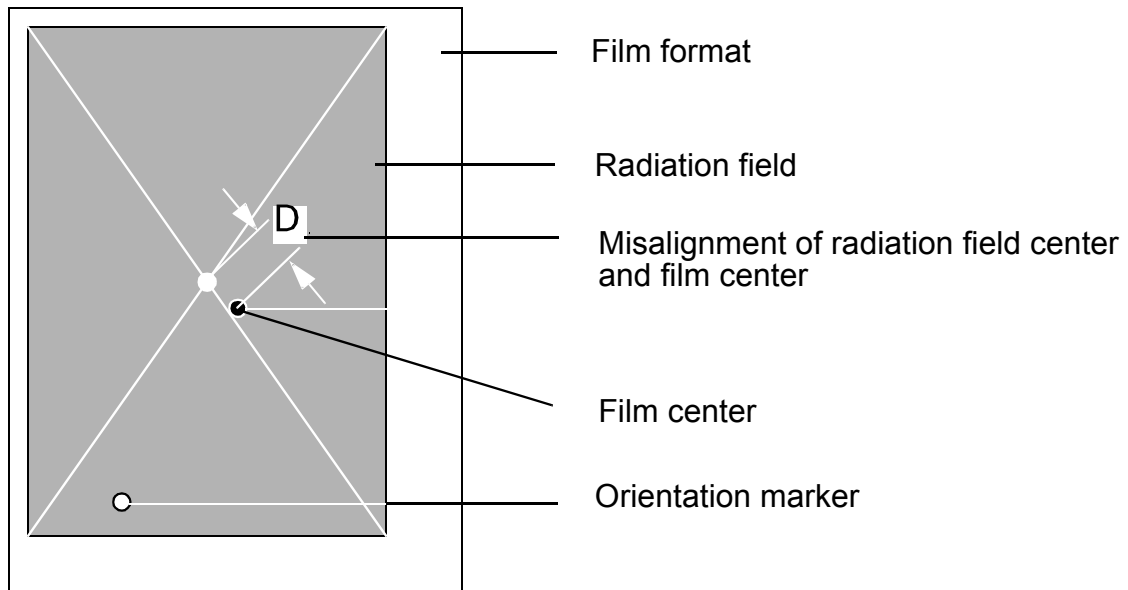 Film format
Radiation field
D
Misalignment of radiation field center
and film center
Film center
Orientation marker